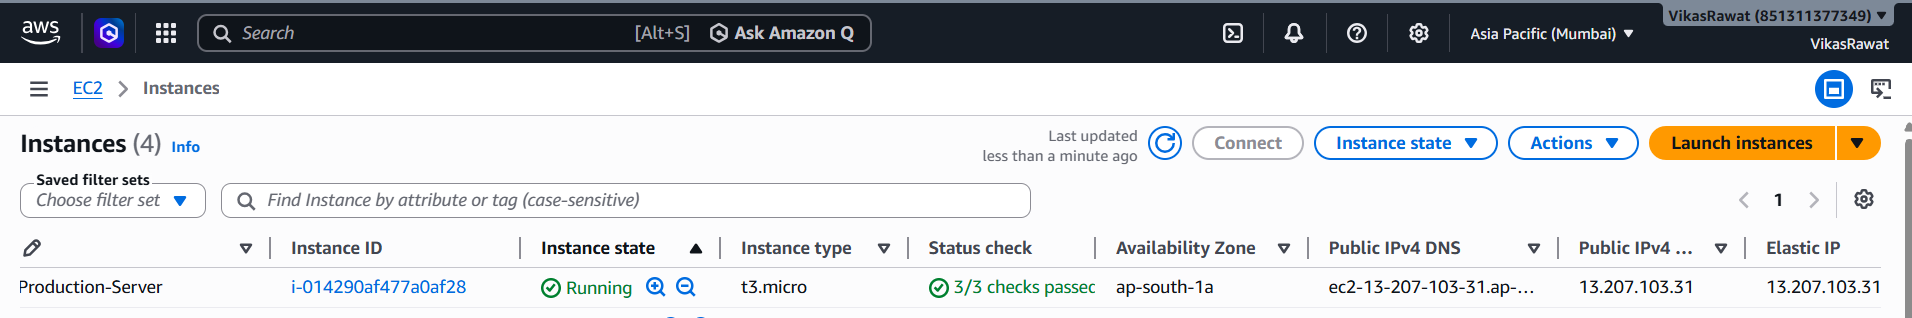 aws
Search
[Alt+S]
Ask Amazon Q
Asia Pacific (Mumbai)
VikasRawat (851311377349)
VikasRawat
EC2
Instances
Instances (4) Info
Last updated
less than a minute ago
Connect
Instance state
Actions
Launch instances
Saved filter sets
Choose filter set
Find Instance by attribute or tag (case-sensitive)
1
Instance ID Instance state Instance type Status check Availability Zone Public IPv4 DNS Public IPv4 ... Elastic IP
Production-Server i-014290af477a0af28 Running t3.micro 3/3 checks passec ap-south-1a ec2-13-207-103-31.ap-... 13.207.103.31 13.207.103.31